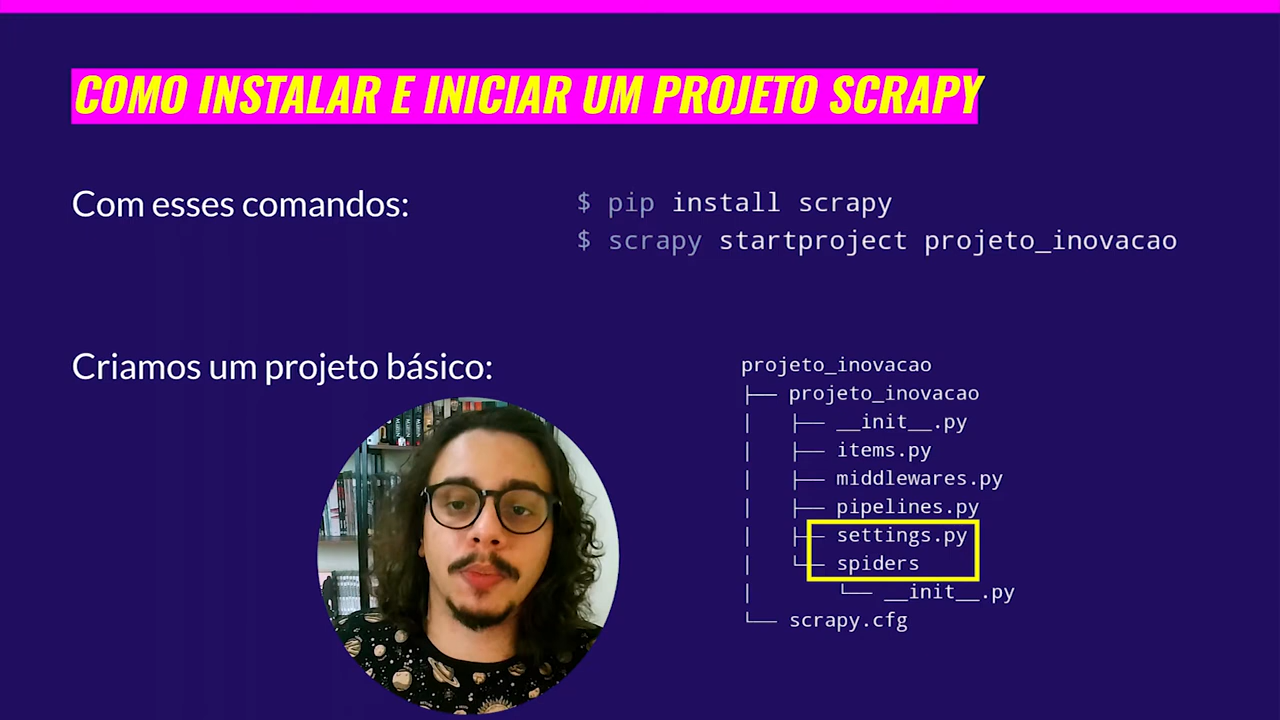 COMO INSTALAR E INICIAR UM PROJETO SCRAPY
Com esses comandos:
$ pip install scrapy
$ scrapy startproject projeto_inovacao
Criamos um projeto básico:
projeto_inovacao
├── projeto_inovacao
│   ├── __init__.py
│   ├── items.py
│   ├── middlewares.py
│   ├── pipelines.py
│   ├── settings.py
│   └── spiders
│       └── __init__.py
└── scrapy.cfg